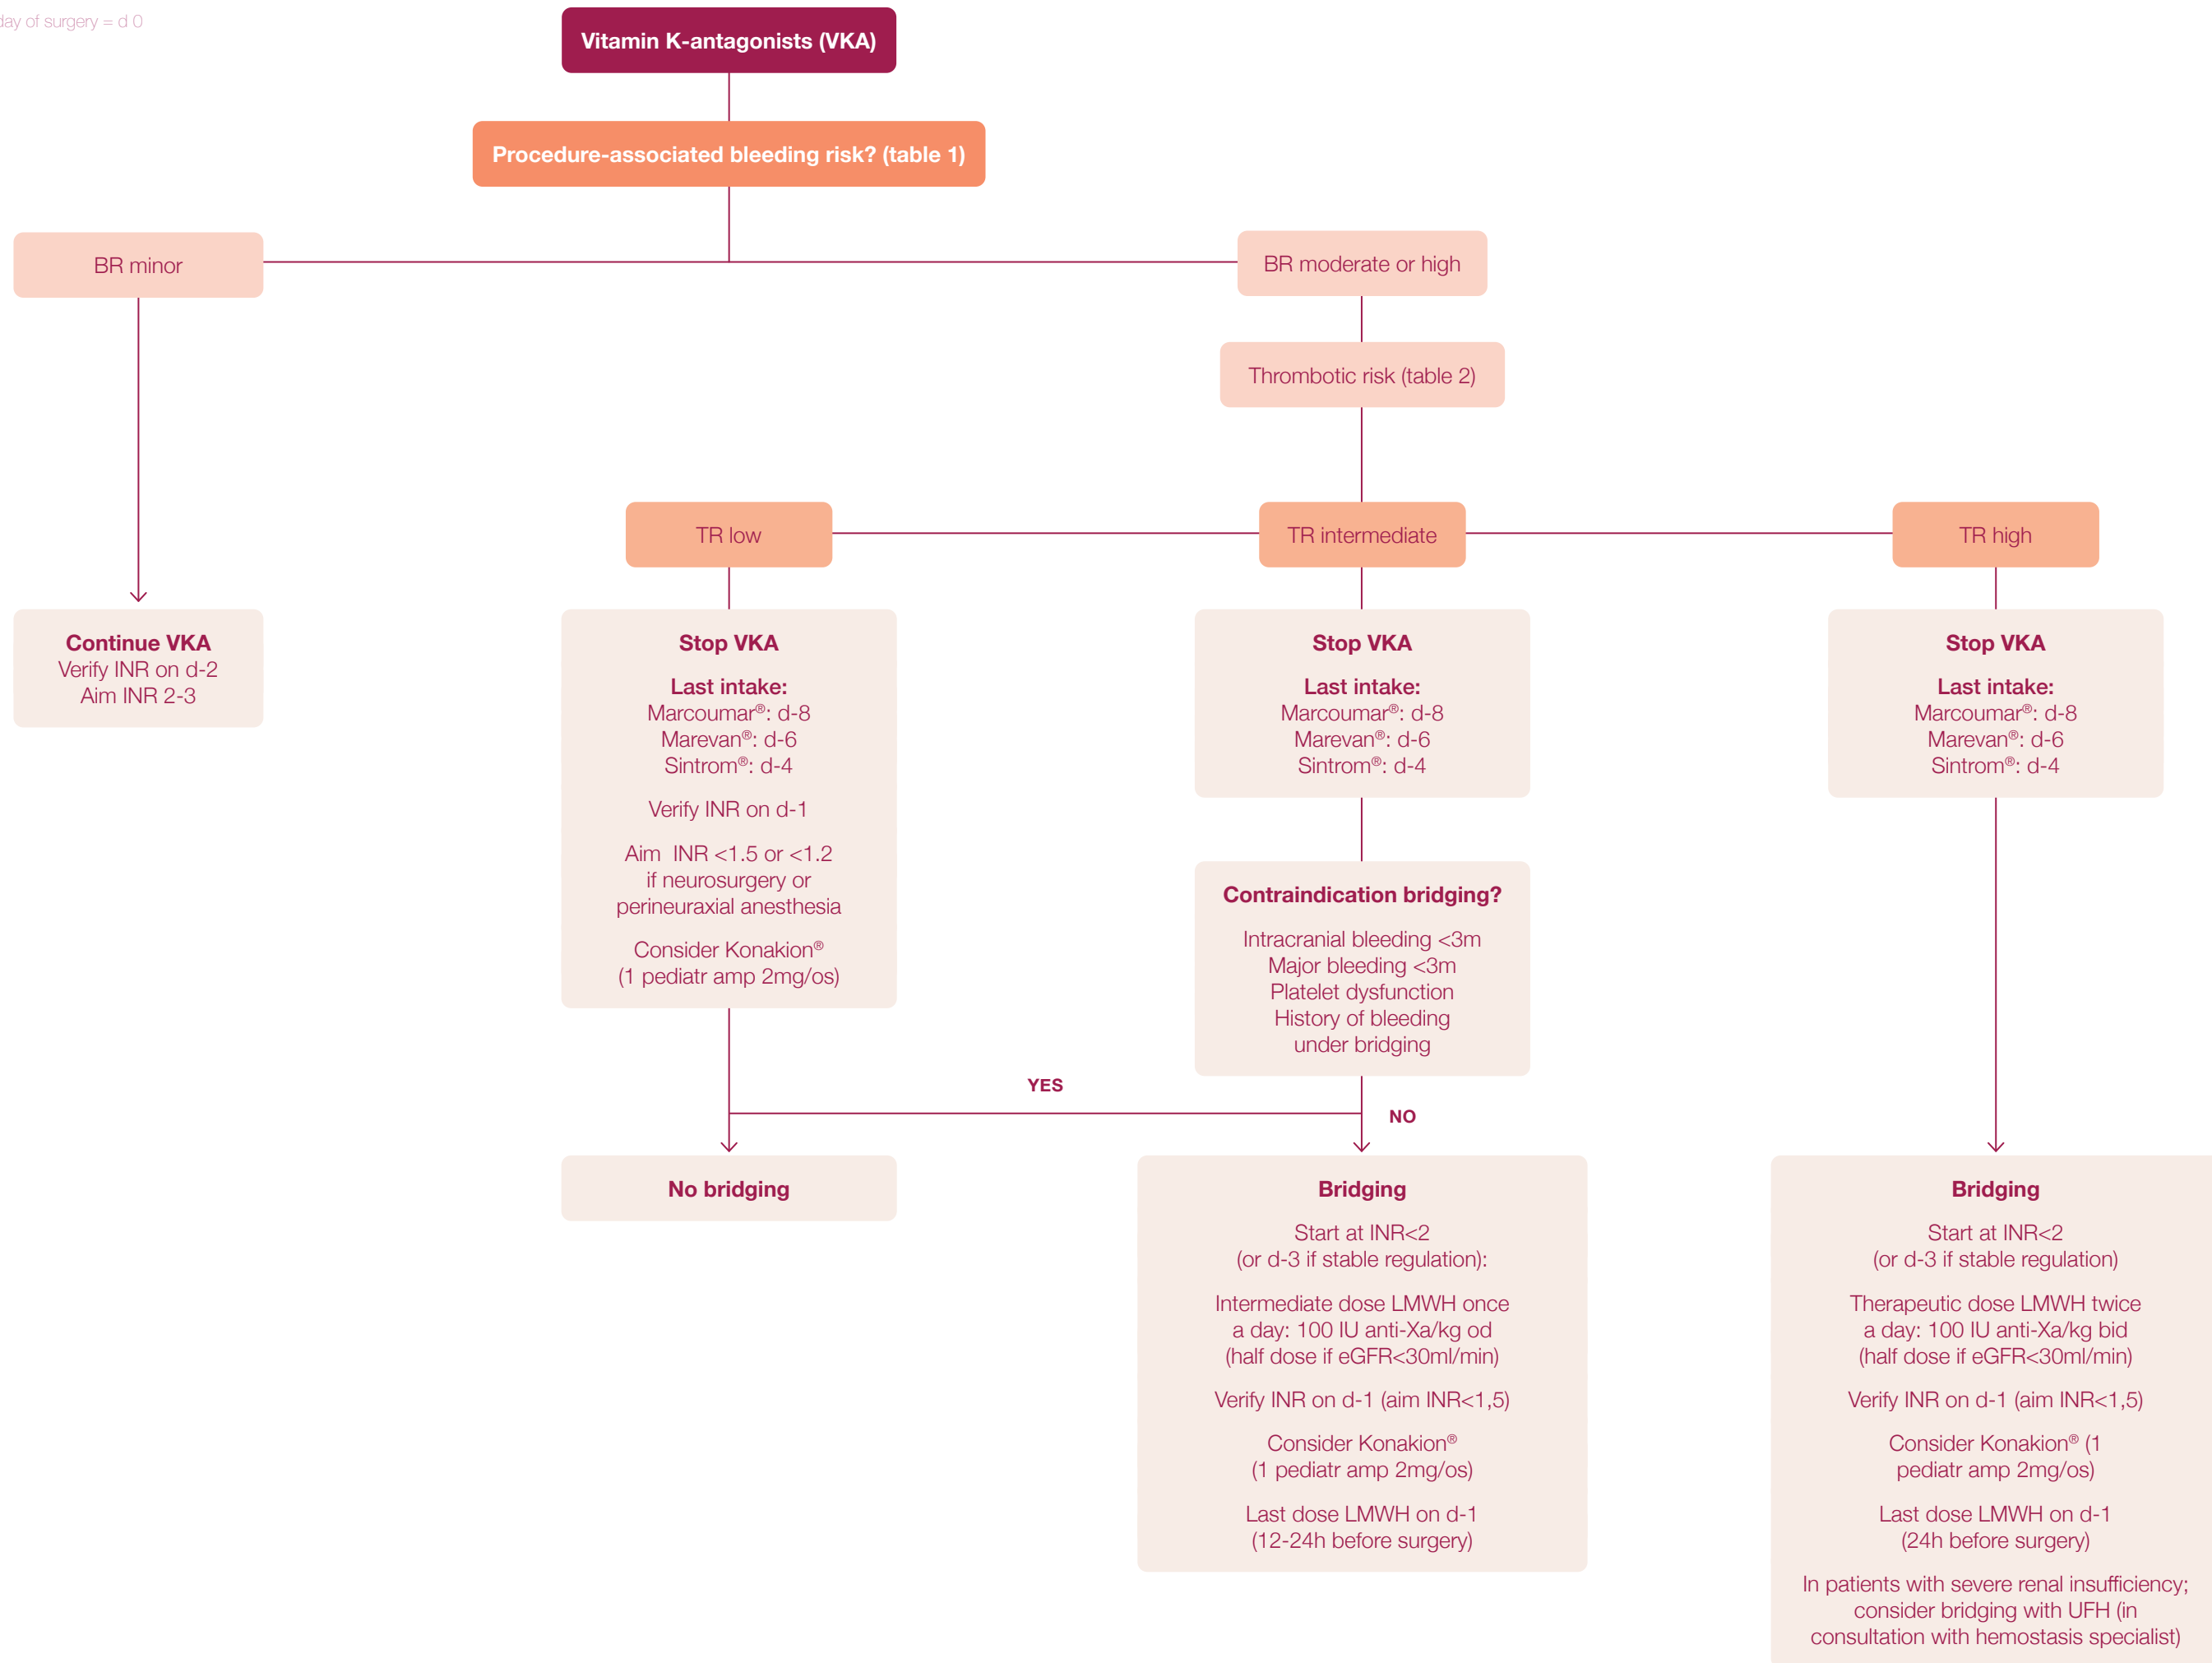 day of surgery = d 0
Vitamin K-antagonists (VKA)
Procedure-associated bleeding risk? (table 1)
BR minor
BR moderate or high
Thrombotic risk (table 2)
TR low
TR intermediate
TR high
Continue VKA
Verify INR on d-2
Aim INR 2-3
Stop VKA
Last intake:
Marcoumar®: d-8
Marevan®: d-6
Sintrom®: d-4
Verify INR on d-1
Aim INR <1.5 or <1.2
if neurosurgery or
perineuraxial anesthesia
Consider Konakion®
(1 pediatr amp 2mg/os)
Stop VKA
Last intake:
Marcoumar®: d-8
Marevan®: d-6
Sintrom®: d-4
Contraindication bridging?
Intracranial bleeding <3m
Major bleeding <3m
Platelet dysfunction
History of bleeding
under bridging
Stop VKA
Last intake:
Marcoumar®: d-8
Marevan®: d-6
Sintrom®: d-4
YES
NO
No bridging
Bridging
Start at INR<2
(or d-3 if stable regulation):
Intermediate dose LMWH once
a day: 100 IU anti-Xa/kg od
(half dose if eGFR<30ml/min)
Verify INR on d-1 (aim INR<1,5)
Consider Konakion®
(1 pediatr amp 2mg/os)
Last dose LMWH on d-1
(12-24h before surgery)
Bridging
Start at INR<2
(or d-3 if stable regulation)
Therapeutic dose LMWH twice
a day: 100 IU anti-Xa/kg bid
(half dose if eGFR<30ml/min)
Verify INR on d-1 (aim INR<1,5)
Consider Konakion® (1
pediatr amp 2mg/os)
Last dose LMWH on d-1
(24h before surgery)
In patients with severe renal insufficiency;
consider bridging with UFH (in
consultation with hemostasis specialist)